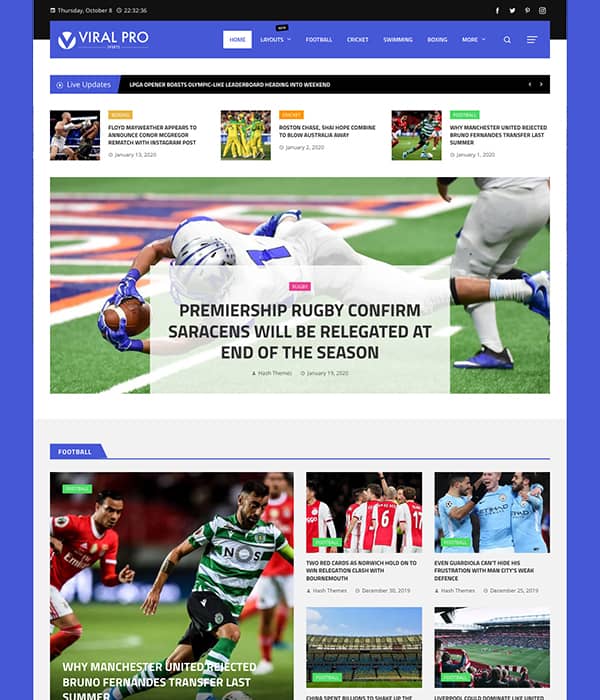 Thursday, October 8 22:32:36
VIRAL PRO
SPORTS
HOME LAYOUTS NEW FOOTBALL CRICKET SWIMMING BOXING MORE
Live Updates LPGA OPENER BOASTS OLYMPIC-LIKE LEADERBOARD HEADING INTO WEEKEND
BOXING
FLOYD MAYWEATHER APPEARS TO
ANNOUNCE CONOR MCGREGOR
REMATCH WITH INSTAGRAM POST
January 13, 2020
CRICKET
ROSTON CHASE, SHAI HOPE COMBINE
TO BLOW AUSTRALIA AWAY
January 2, 2020
FOOTBALL
WHY MANCHESTER UNITED REJECTED
BRUNO FERNANDES TRANSFER LAST
SUMMER
January 1, 2020
RUGBY
PREMIERSHIP RUGBY CONFIRM
SARACENS WILL BE RELEGATED AT
END OF THE SEASON
Hash Themes January 19, 2020
FOOTBALL
FOOTBALL
NOS
WHY MANCHESTER UNITED REJECTED
BRUNO FERNANDES TRANSFER LAST
SUMMER
FOOTBALL
TWO RED CARDS AS NORWICH HOLD ON TO
WIN RELEGATION CLASH WITH
BOURNEMOUTH
Hash Themes December 30, 2019
FOOTBALL
EVEN GUARDIOLA CAN'T HIDE HIS
FRUSTRATION WITH MAN CITY'S WEAK
DEFENCE
Hash Themes December 25, 2019
FOOTBALL
CHINA SPENT BILLIONS TO SHAKE UP THE
FOOTBALL
LIVERPOOL COULD DOMINATE LIKE UNITED